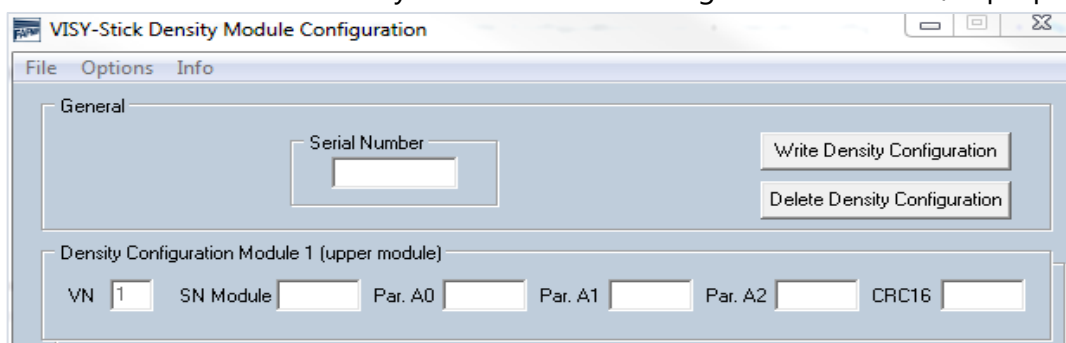 VISY-Stick Density Module Configuration
File Options Info
General
Serial Number
Write Density Configuration
Delete Density Configuration
Density Configuration Module 1 (upper module)
VN 1 SN Module Par. A0 Par. A1 Par. A2 CRC16